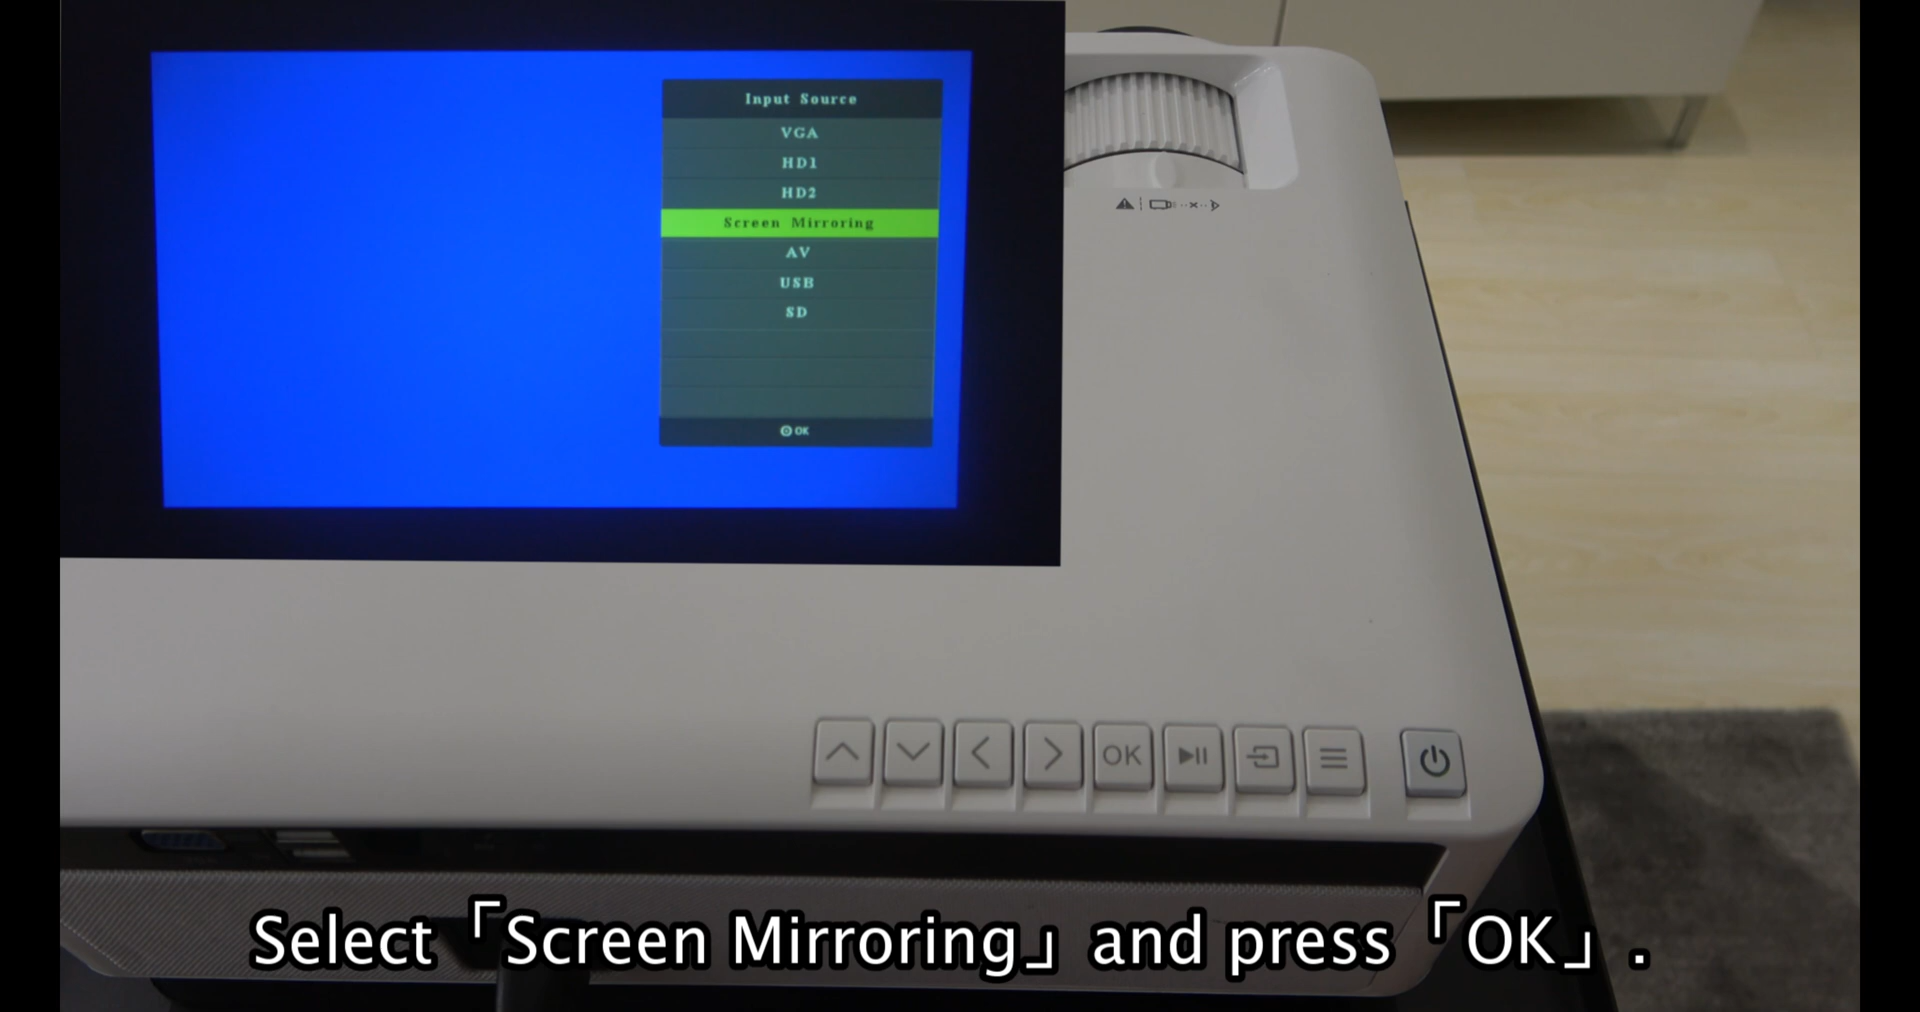 Input Source
VGA
HD1
HD2
Screen Mirroring
AV
USB
SD
OK
OK
Select「Screen Mirroring」and press「OK」.